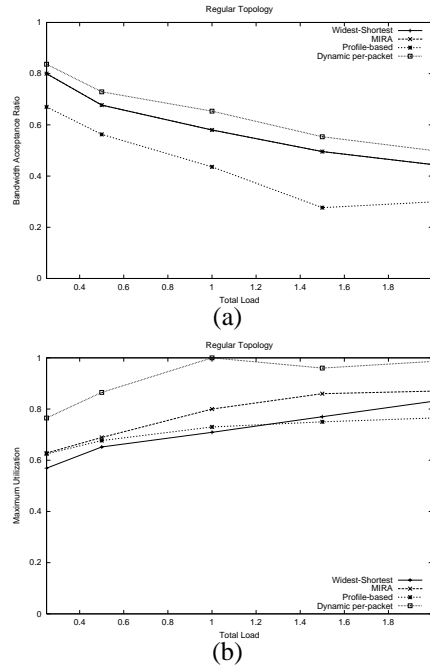 Regular Topology
Widest-Shortest
MIRA
Profile-based
Dynamic per-packet
Bandwidth Acceptance Ratio
1
0.8
0.6
0.4
0.2
0
0.4 0.6 0.8 1 1.2 1.4 1.6 1.8
Total Load
(a)
Regular Topology
1
0.8
0.6
0.4
0.2
0
Maximum Utilization
Widest-Shortest
MIRA
Profile-based
Dynamic per-packet
0.4 0.6 0.8 1 1.2 1.4 1.6 1.8
Total Load
(b)